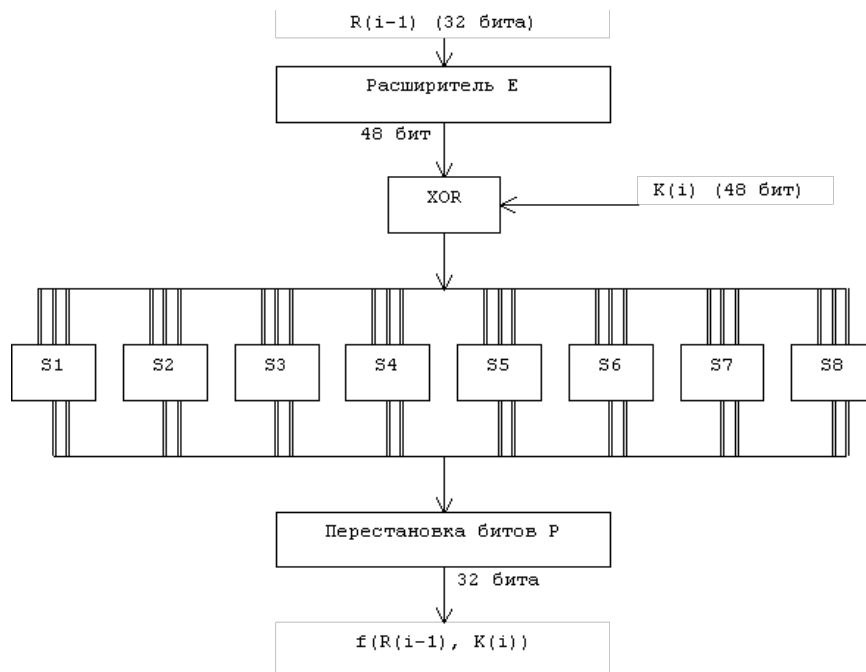 R(i-1) (32 бита)
Расширитель E
48 бит
XOR
K(i) (48 бит)
S1 S2 S3 S4 S5 S6 S7 S8
Перестановка битов P
32 бита
f(R(i-1), K(i))